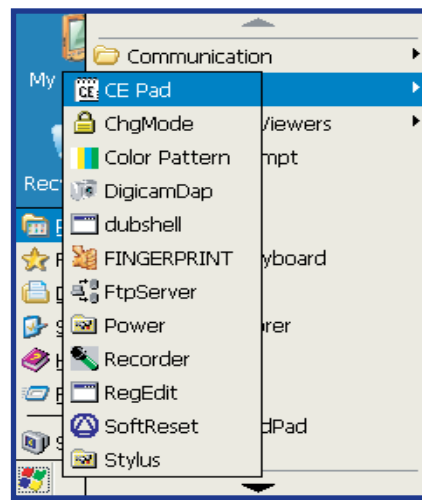 Communication
My
CE Pad
ChgMode
Viewers
Color Pattern
mpt
Rec
DigicamDap
dubshell
FINGERPRINT
yboard
FtpServer
Power
rer
Recorder
RegEdit
SoftReset
dPad
Stylus